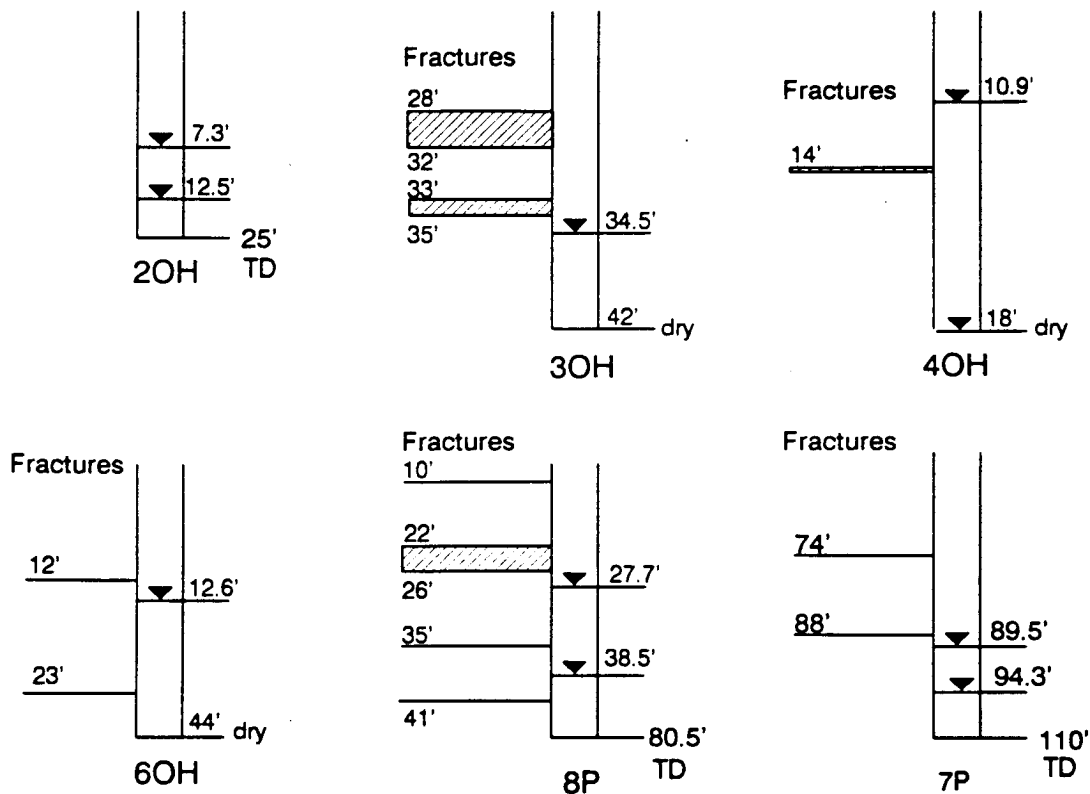 7.3'
12.5'
25'
TD
2OH
Fractures
28'
32'
33'
35'
34.5'
42' dry
3OH
Fractures
10.9'
14'
18' dry
4OH
Fractures
12'
12.6'
23'
44' dry
6OH
Fractures
10'
22'
26'
27.7'
35'
38.5'
41'
80.5'
TD
8P
Fractures
74'
88'
89.5'
94.3'
110'
TD
7P